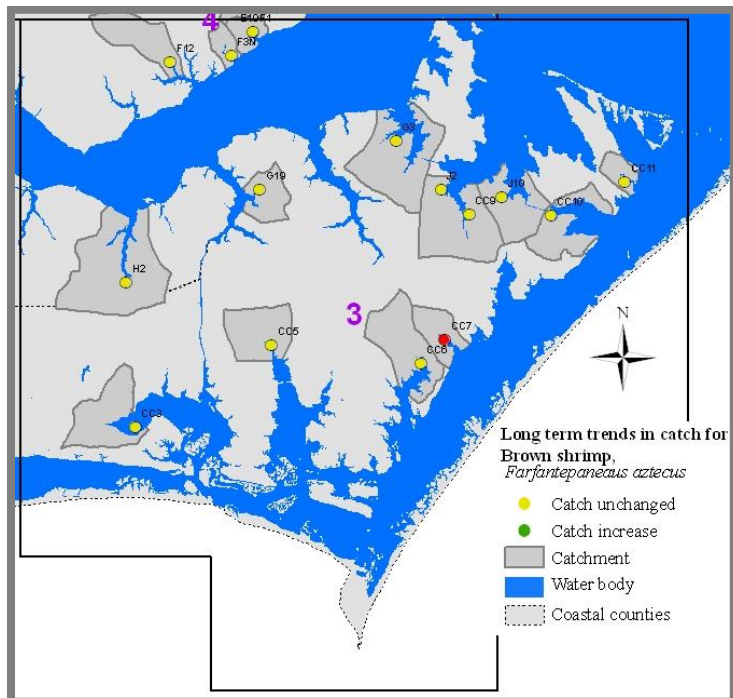 4
E10 F1
F3N
F12
G3
CC11
G19
J2
J10
CC9
CC10
H2
3
CC7
CC5
CC6
N
CC3
Long term trends in catch for
Brown shrimp,
Farfantepaneaus aztecus
Catch unchanged
Catch increase
Catchment
Water body
Coastal counties